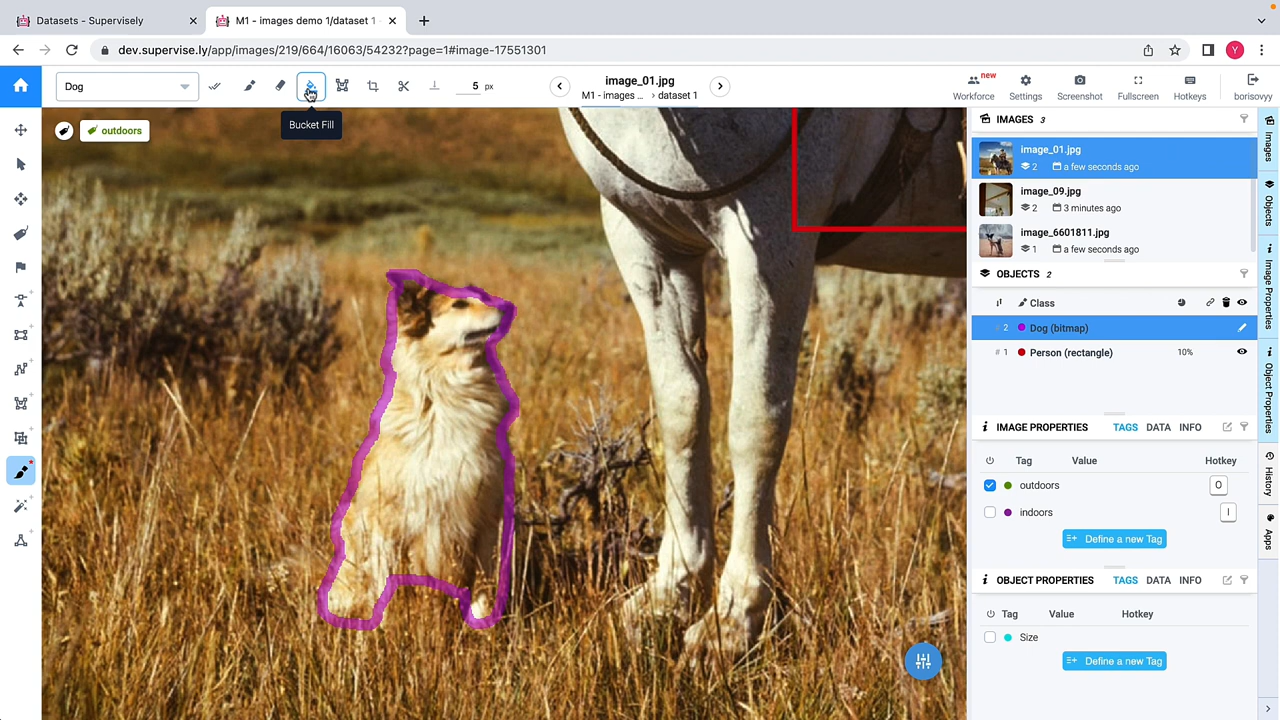 Datasets - Supervisely
M1 - images demo 1/dataset 1
dev.supervise.ly/app/images/219/664/16063/54232?page=1#image-17551301
Y
Dog
5 px
image_01.jpg
M1 - images ... > dataset 1
new
Workforce
Settings
Screenshot
Fullscreen
Hotkeys
borisovyy
Bucket Fill
outdoors
IMAGES 3
image_01.jpg
2 a few seconds ago
image_09.jpg
2 3 minutes ago
image_6601811.jpg
1 a few seconds ago
OBJECTS 2
Class
# 2 Dog (bitmap)
# 1 Person (rectangle) 10%
IMAGE PROPERTIES TAGS DATA INFO
Tag Value Hotkey
outdoors O
indoors I
Define a new Tag
OBJECT PROPERTIES TAGS DATA INFO
Tag Value Hotkey
Size
Define a new Tag
Images
Objects
Image Properties
Object Properties
History
Apps